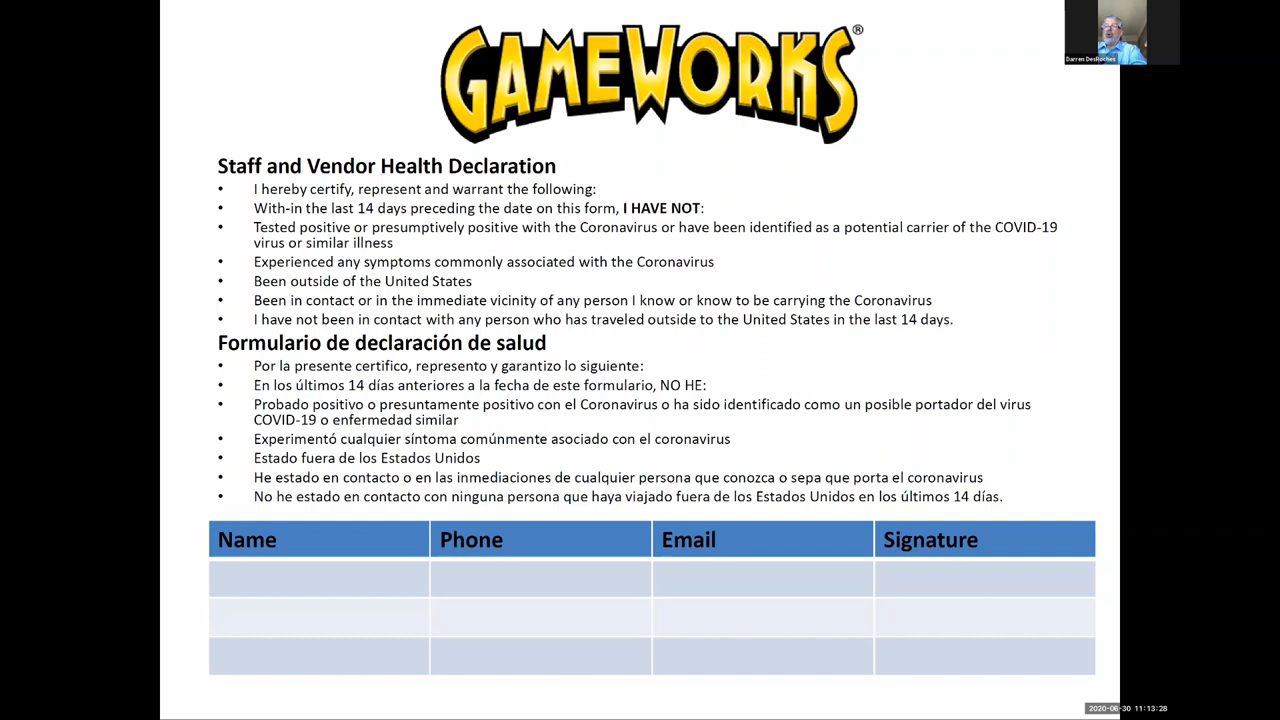 GAMEWORKS®
Darren DesRoches
Staff and Vendor Health Declaration
• I hereby certify, represent and warrant the following:
• With-in the last 14 days preceding the date on this form, I HAVE NOT:
• Tested positive or presumptively positive with the Coronavirus or have been identified as a potential carrier of the COVID-19
virus or similar illness
• Experienced any symptoms commonly associated with the Coronavirus
• Been outside of the United States
• Been in contact or in the immediate vicinity of any person I know or know to be carrying the Coronavirus
• I have not been in contact with any person who has traveled outside to the United States in the last 14 days.
Formulario de declaración de salud
• Por la presente certifico, represento y garantizo lo siguiente:
• En los últimos 14 días anteriores a la fecha de este formulario, NO HE:
• Probado positivo o presuntamente positivo con el Coronavirus o ha sido identificado como un posible portador del virus
COVID-19 o enfermedad similar
• Experimentó cualquier síntoma comúnmente asociado con el coronavirus
• Estado fuera de los Estados Unidos
• He estado en contacto o en las inmediaciones de cualquier persona que conozca o sepa que porta el coronavirus
• No he estado en contacto con ninguna persona que haya viajado fuera de los Estados Unidos en los últimos 14 días.
Name Phone Email Signature
2020-06-30 11:13:28